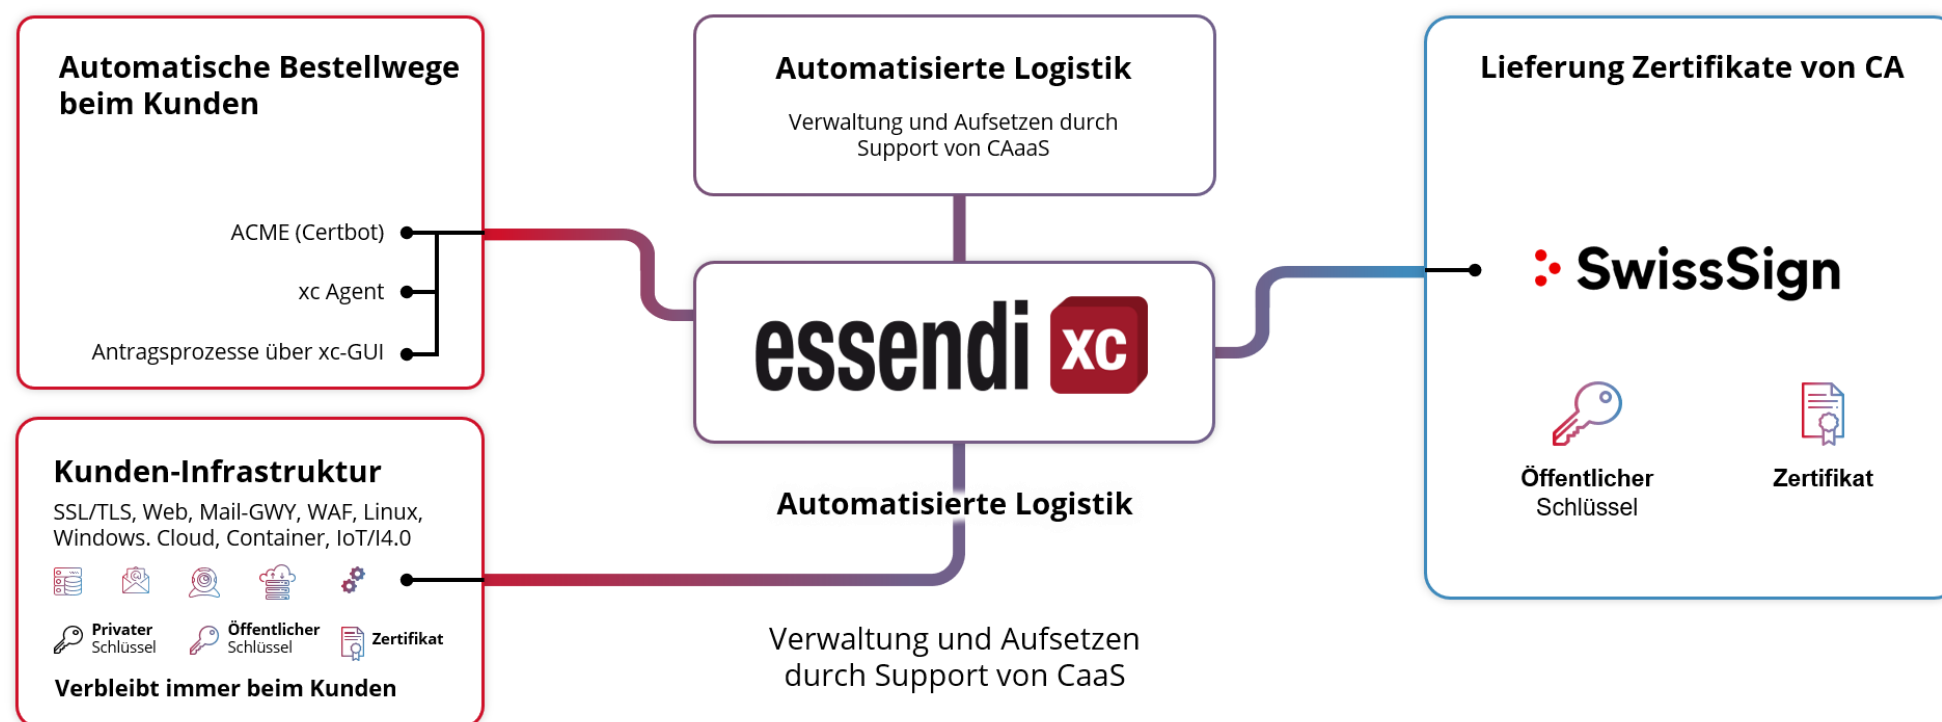 Automatische Bestellwege
beim Kunden
ACME (Certbot)
xc Agent
Antragsprozesse über xc-GUI
Kunden-Infrastruktur
SSL/TLS, Web, Mail-GWY, WAF, Linux,
Windows. Cloud, Container, IoT/I4.0
Privater
Schlüssel
Öffentlicher
Schlüssel
Zertifikat
Verbleibt immer beim Kunden
Automatisierte Logistik
Verwaltung und Aufsetzen durch
Support von CAaaS
essendi xc
Automatisierte Logistik
Verwaltung und Aufsetzen
durch Support von CaaS
Lieferung Zertifikate von CA
SwissSign
Öffentlicher
Schlüssel
Zertifikat